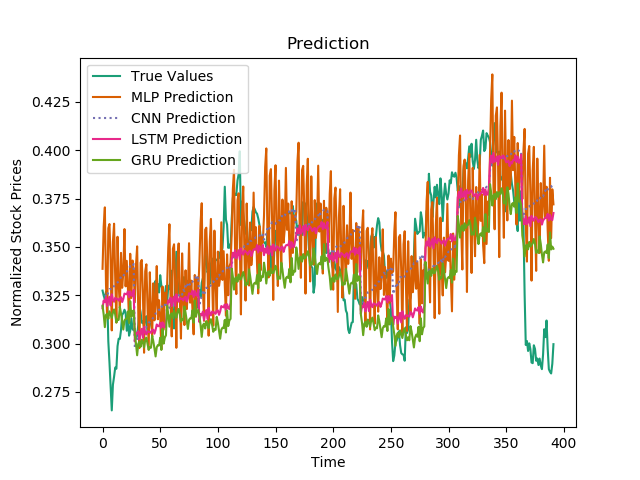 Prediction
True Values
MLP Prediction
CNN Prediction
LSTM Prediction
GRU Prediction
Normalized Stock Prices
0.425
0.400
0.375
0.350
0.325
0.300
0.275
0 50 100 150 200 250 300 350 400
Time